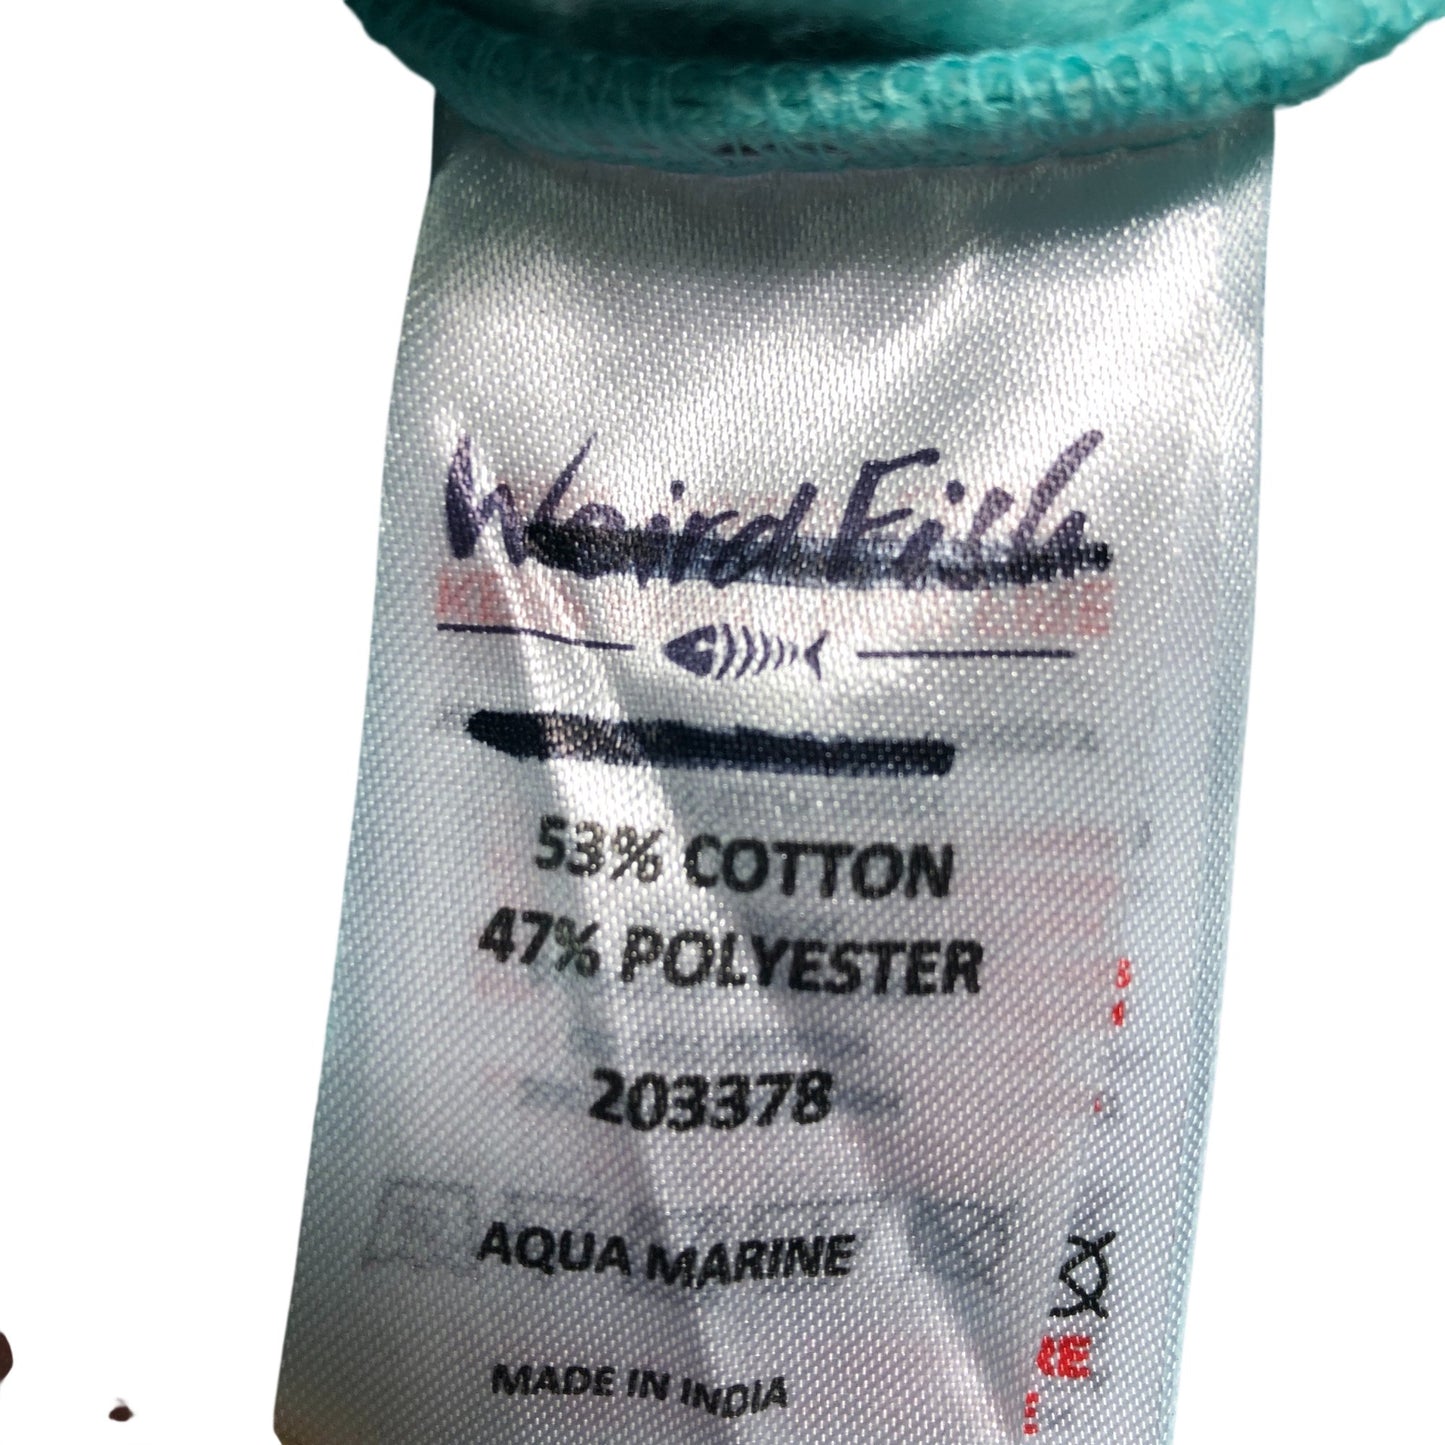 Weird Fish
53% COTTON
47% POLYESTER
203378
AQUA MARINE
MADE IN INDIA